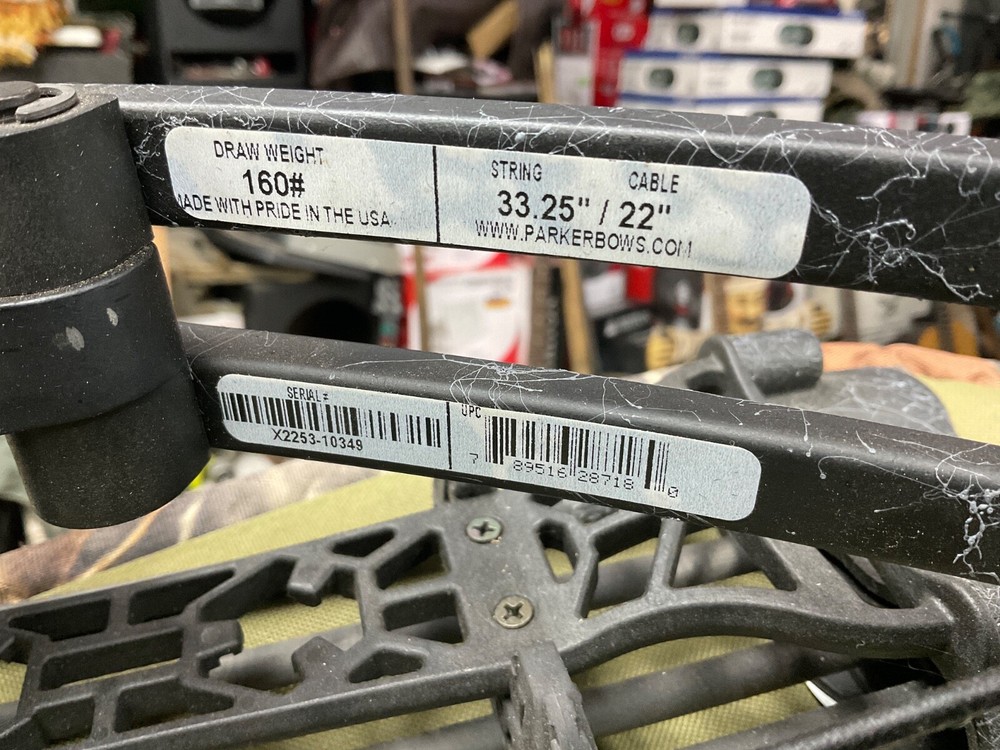 DRAW WEIGHT
160#
MADE WITH PRIDE IN THE USA
STRING CABLE
33.25" / 22"
WWW.PARKERBOWS.COM
SERIAL#
X2253-10349
UPC
7 89516 28718 0